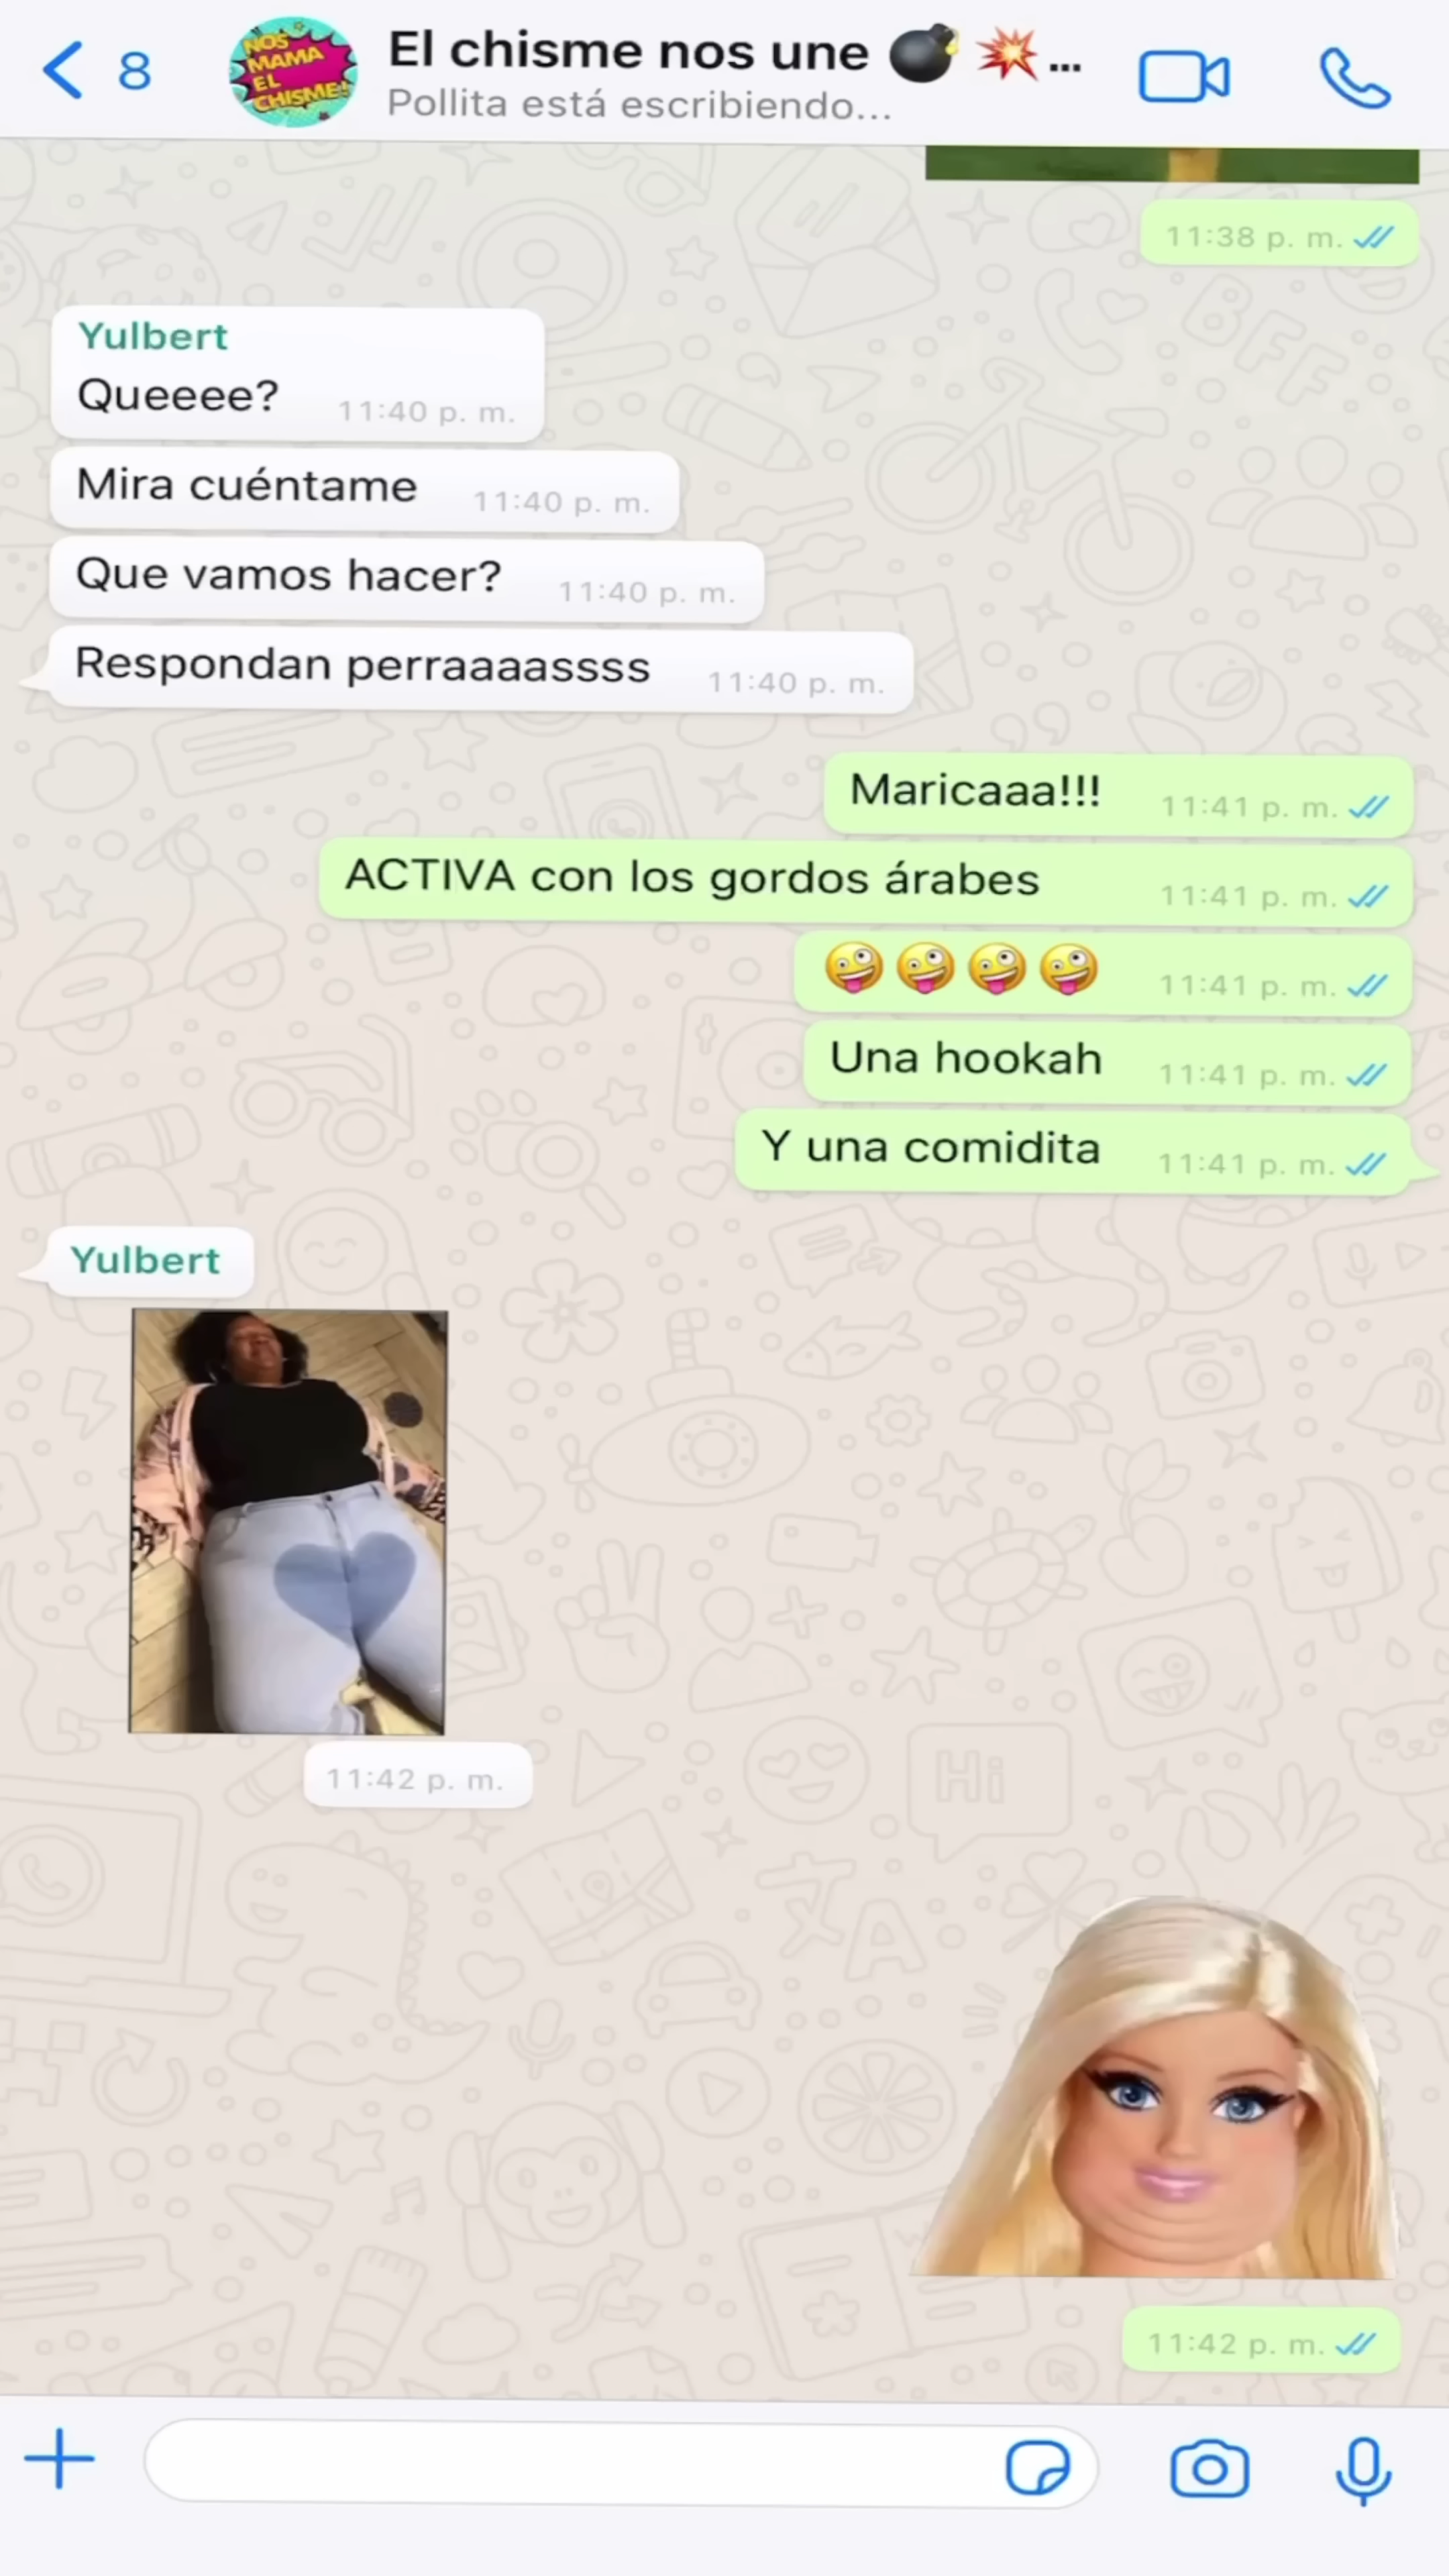 8
NOS
MAMA
EL
CHISME!
El chisme nos une 💣 💥...
Pollita está escribiendo...
11:38 p. m.
Yulbert
Queeee? 11:40 p. m.
Mira cuéntame 11:40 p. m.
Que vamos hacer? 11:40 p. m.
Respondan perraaaassss 11:40 p. m.
Maricaaa!!! 11:41 p. m.
ACTIVA con los gordos árabes 11:41 p. m.
🤪🤪🤪🤪 11:41 p. m.
Una hookah 11:41 p. m.
Y una comidita 11:41 p. m.
Yulbert
11:42 p. m.
11:42 p. m.